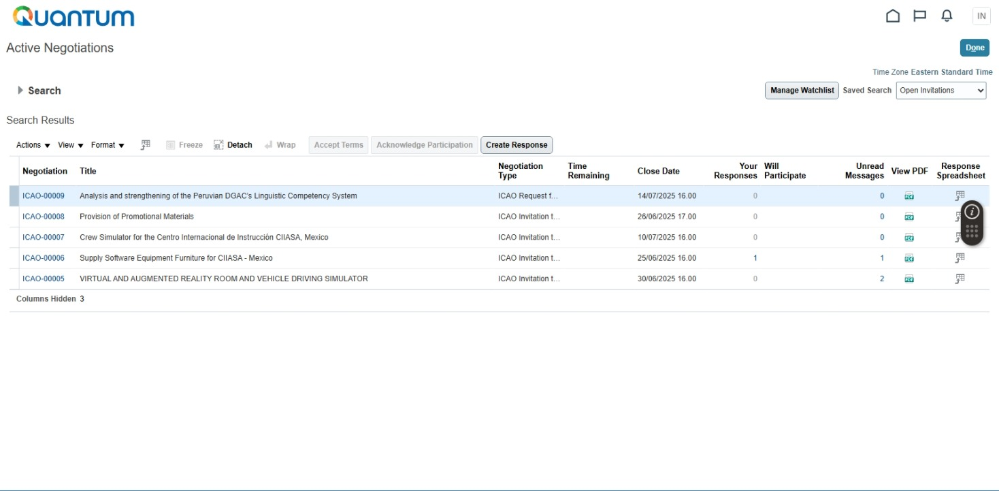 QUANTUM
IN
Active Negotiations
Done
Time Zone Eastern Standard Time
Search
Manage Watchlist Saved Search Open Invitations
Search Results
Actions View Format Freeze Detach Wrap Accept Terms Acknowledge Participation Create Response
Negotiation Title Negotiation Type Time Remaining Close Date Your Responses Will Participate Unread Messages View PDF Response Spreadsheet
ICAO-00009 Analysis and strengthening of the Peruvian DGAC's Linguistic Competency System ICAO Request f... 14/07/2025 16.00 0 0 PDF
ICAO-00008 Provision of Promotional Materials ICAO Invitation t... 26/06/2025 17.00 0 0 PDF
ICAO-00007 Crew Simulator for the Centro Internacional de Instrucción CIIASA, Mexico ICAO Invitation t... 10/07/2025 16.00 0 0 PDF
ICAO-00006 Supply Software Equipment Furniture for CIIASA - Mexico ICAO Invitation t... 25/06/2025 16.00 1 1 PDF
ICAO-00005 VIRTUAL AND AUGMENTED REALITY ROOM AND VEHICLE DRIVING SIMULATOR ICAO Invitation t... 30/06/2025 16.00 0 2 PDF
Columns Hidden 3